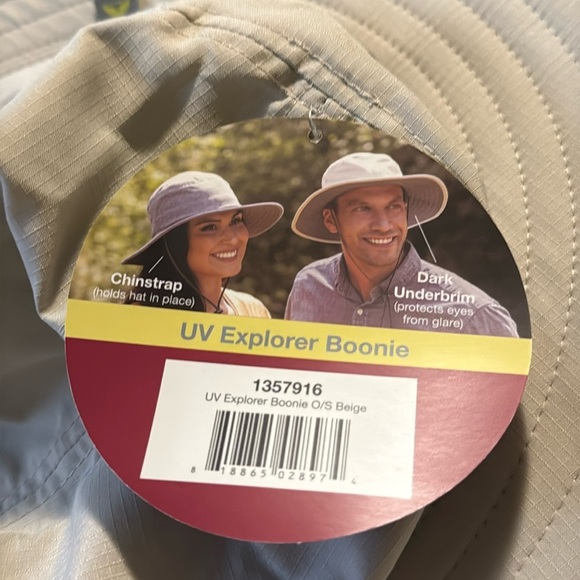 Chinstrap
(holds hat in place)
Dark
Underbrim
(protects eyes
from glare)
UV Explorer Boonie
1357916
UV Explorer Boonie O/S Beige
8 18865 02897 4